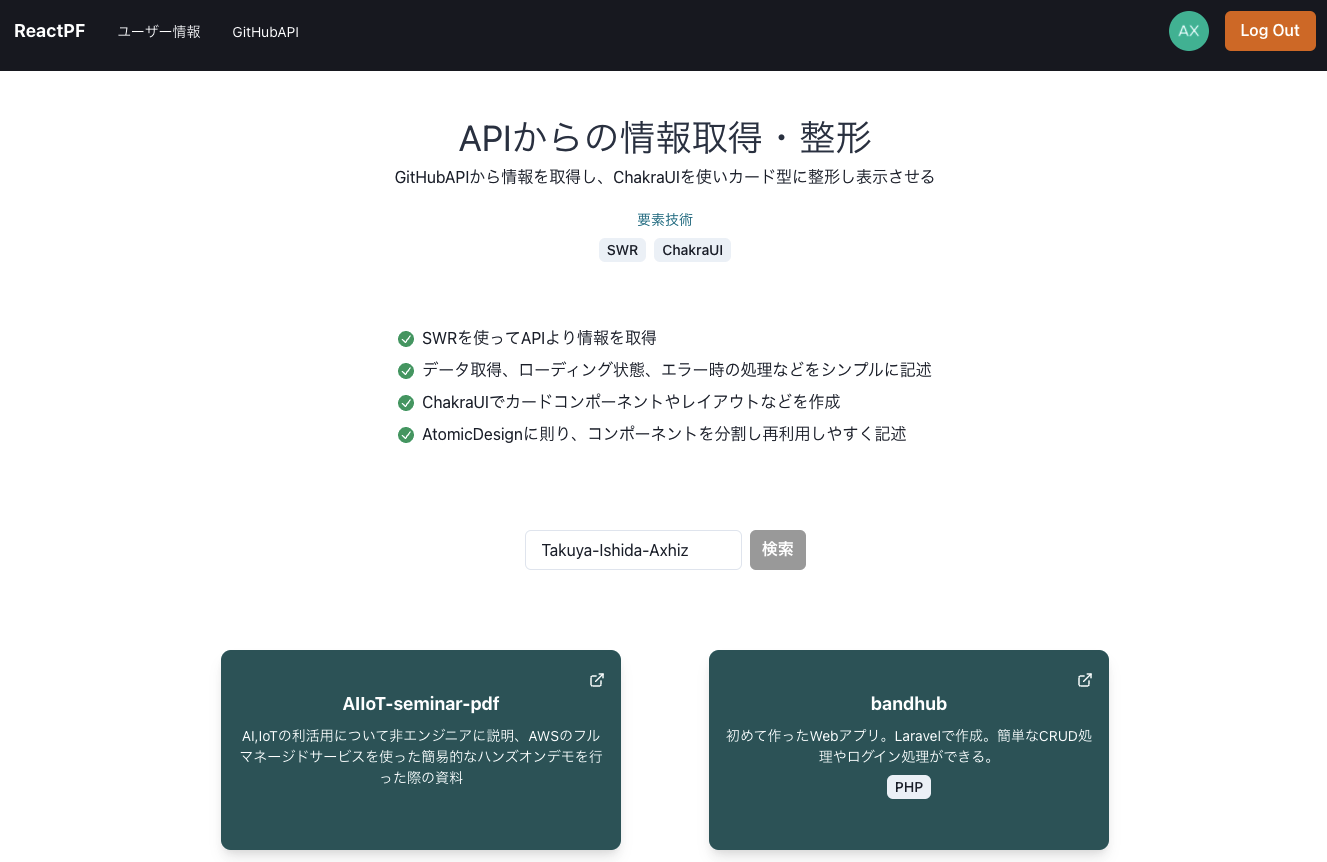 ReactPF
ユーザー情報
GitHubAPI
AX
Log Out
APIからの情報取得・整形
GitHubAPIから情報を取得し、ChakraUIを使いカード型に整形し表示させる
要素技術
SWR
ChakraUI
SWRを使ってAPIより情報を取得
データ取得、ローディング状態、エラー時の処理などをシンプルに記述
ChakraUIでカードコンポーネントやレイアウトなどを作成
AtomicDesignに則り、コンポーネントを分割し再利用しやすく記述
Takuya-Ishida-Axhiz
検索
AIIoT-seminar-pdf
AI,IoTの利活用について非エンジニアに説明、AWSのフル
マネージドサービスを使った簡易的なハンズオンデモを行
った際の資料
bandhub
初めて作ったWebアプリ。Laravelで作成。簡単なCRUD処
理やログイン処理ができる。
PHP